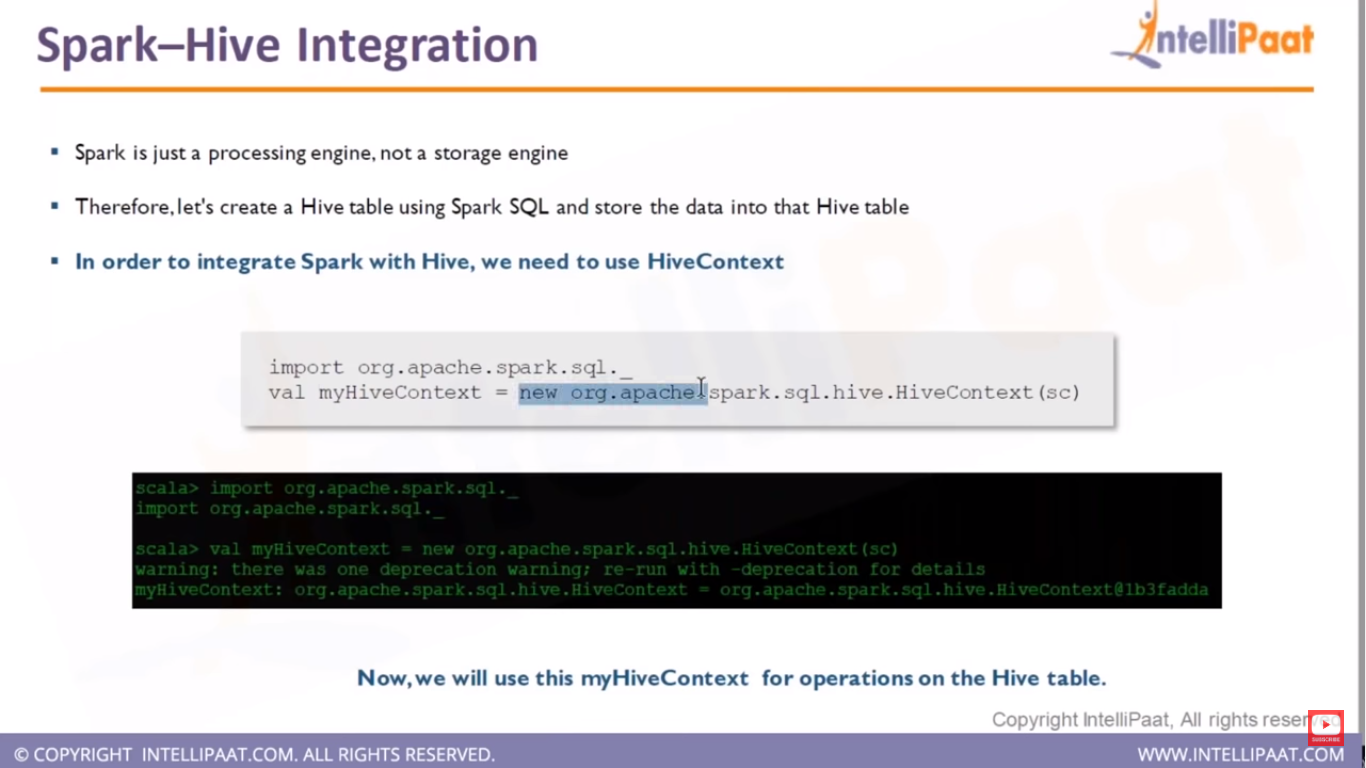 Spark–Hive Integration
IntelliPaat
Spark is just a processing engine, not a storage engine
Therefore, let's create a Hive table using Spark SQL and store the data into that Hive table
In order to integrate Spark with Hive, we need to use HiveContext
import org.apache.spark.sql._
val myHiveContext = new org.apache.spark.sql.hive.HiveContext(sc)
scala> import org.apache.spark.sql._
import org.apache.spark.sql._
scala> val myHiveContext = new org.apache.spark.sql.hive.HiveContext(sc)
warning: there was one deprecation warning; re-run with -deprecation for details
myHiveContext: org.apache.spark.sql.hive.HiveContext = org.apache.spark.sql.hive.HiveContext@1b3fadda
Now, we will use this myHiveContext for operations on the Hive table.
Copyright IntelliPaat, All rights reserved
SUBSCRIBE
© COPYRIGHT INTELLIPAAT.COM. ALL RIGHTS RESERVED.
WWW.INTELLIPAAT.COM